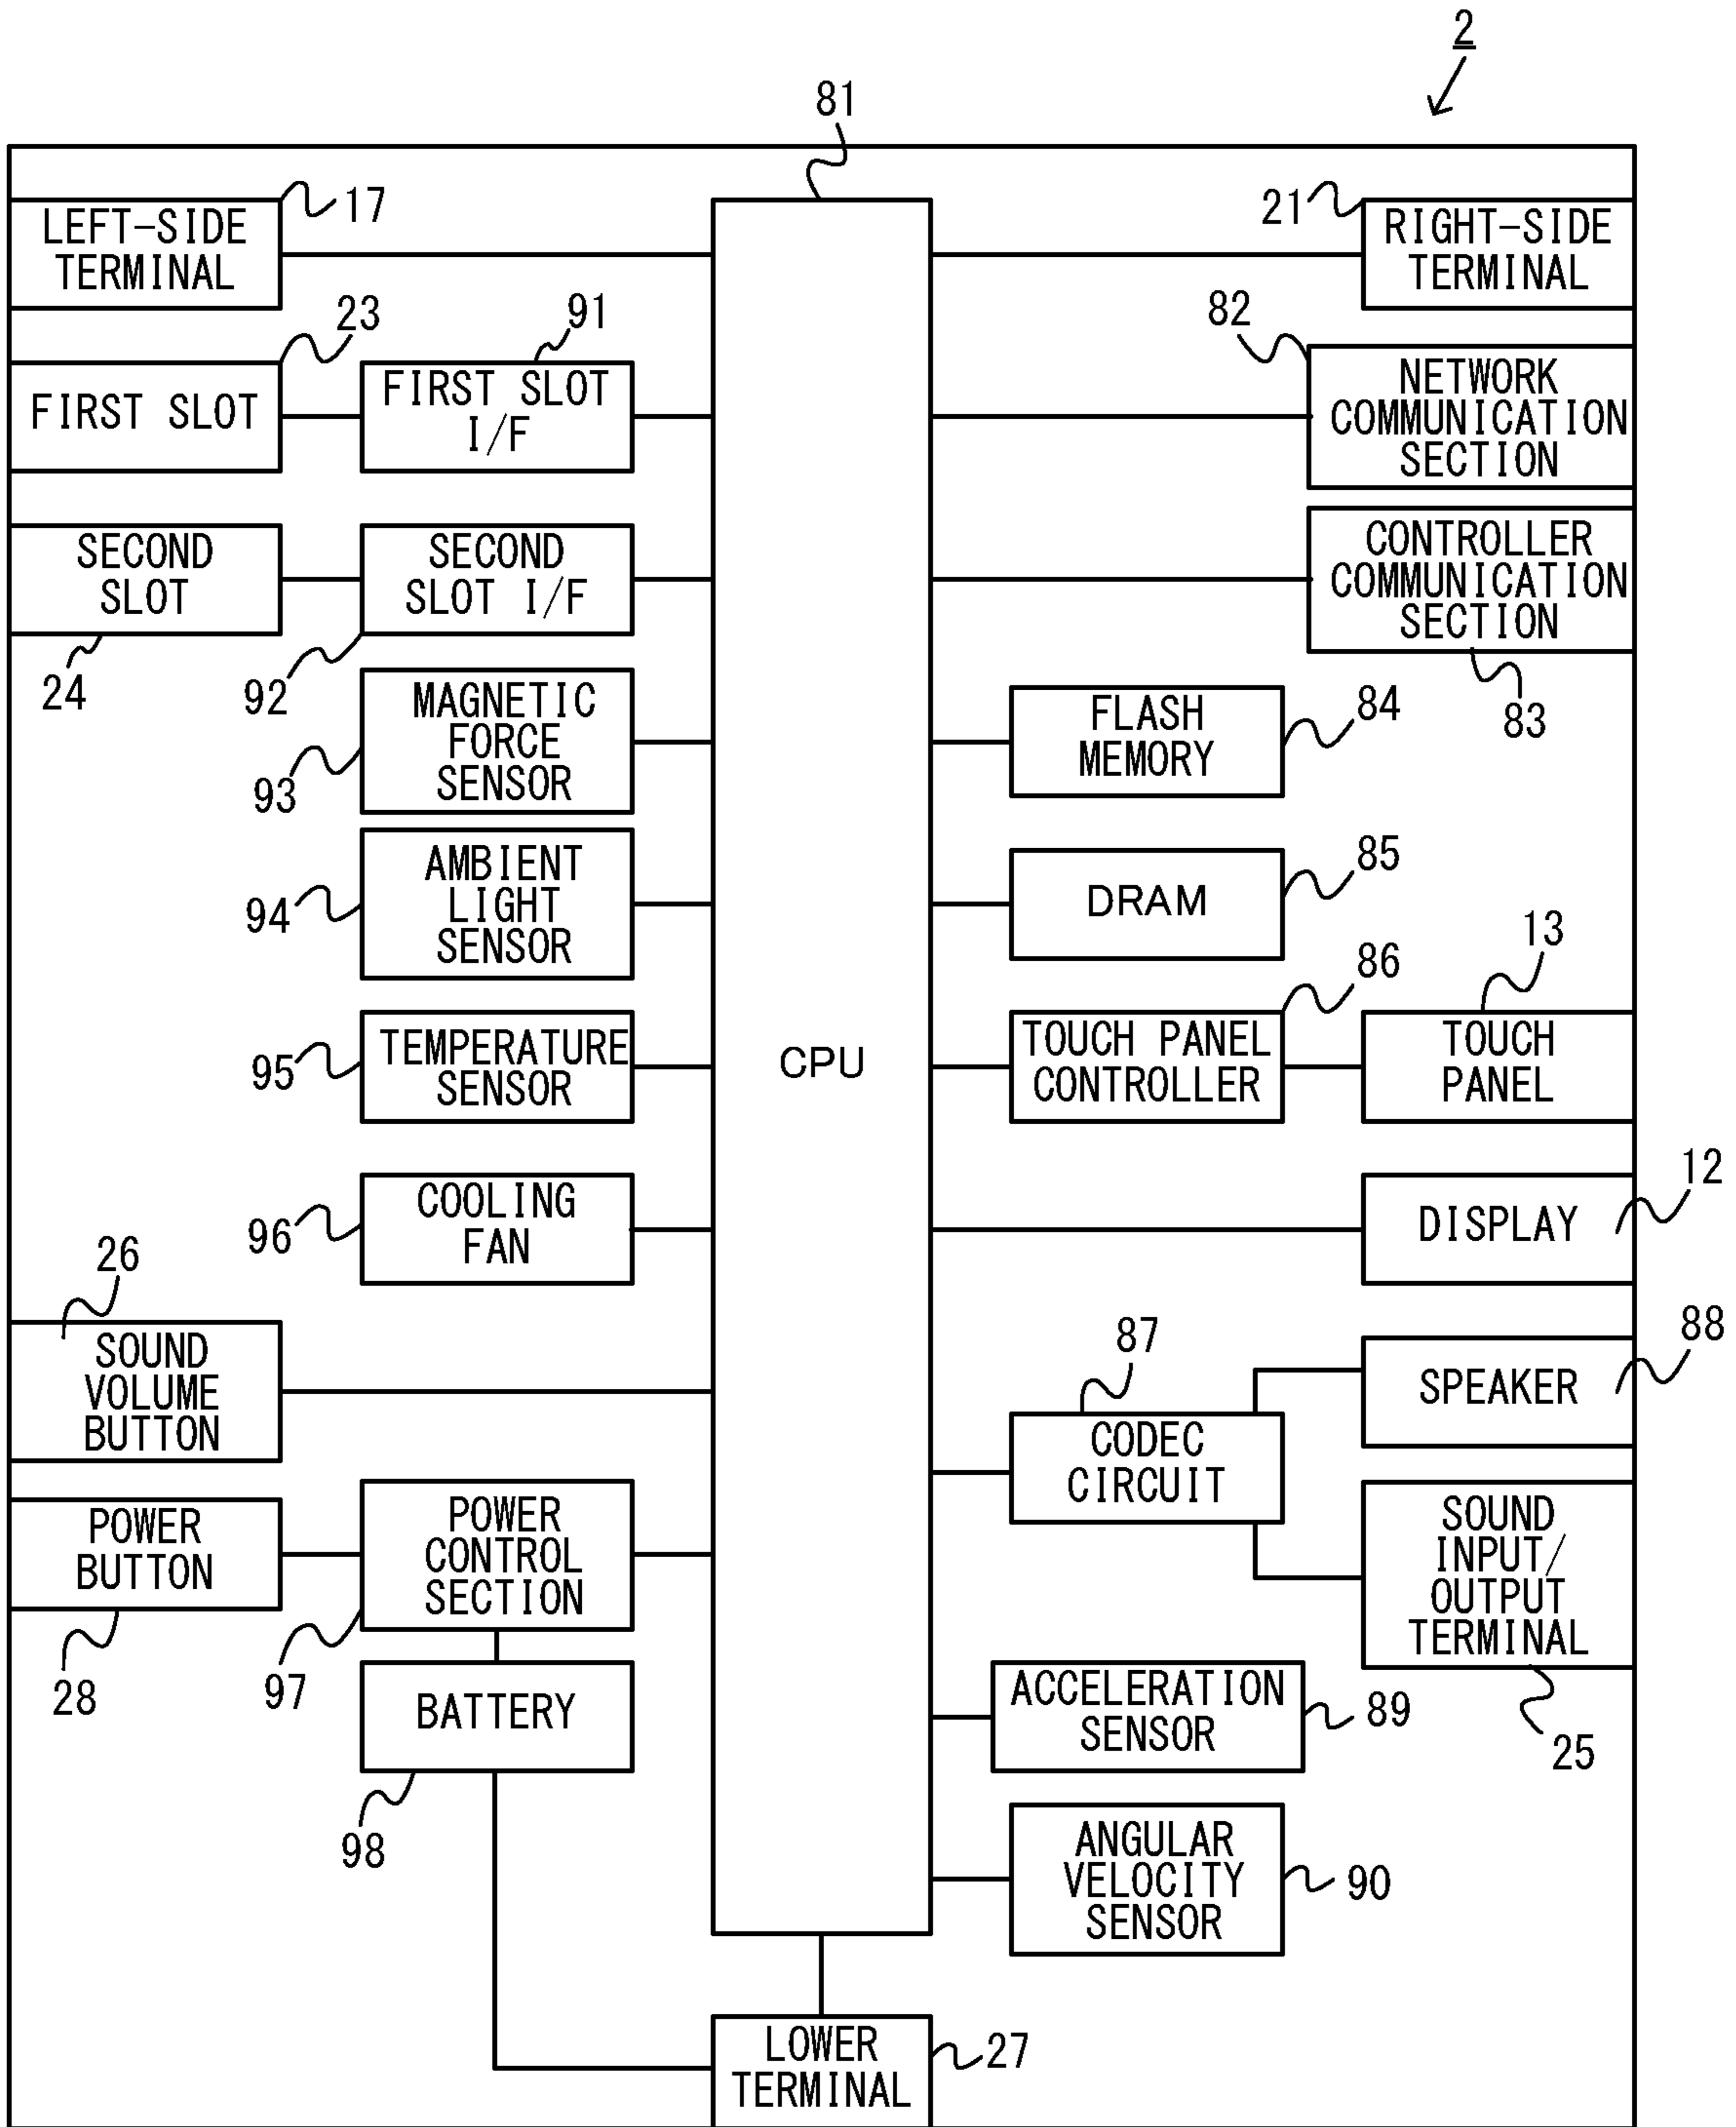 2
81
17
LEFT-SIDE
TERMINAL
21
RIGHT-SIDE
TERMINAL
23
FIRST SLOT
91
FIRST SLOT
I/F
82
NETWORK
COMMUNICATION
SECTION
SECOND
SLOT
24
SECOND
SLOT I/F
92
CONTROLLER
COMMUNICATION
SECTION
83
MAGNETIC
FORCE
SENSOR
93
FLASH
MEMORY
84
AMBIENT
LIGHT
SENSOR
94
DRAM
85
TEMPERATURE
SENSOR
95
CPU
TOUCH PANEL
CONTROLLER
86
13
TOUCH
PANEL
COOLING
FAN
96
DISPLAY
12
26
SOUND
VOLUME
BUTTON
87
CODEC
CIRCUIT
SPEAKER
88
POWER
BUTTON
28
POWER
CONTROL
SECTION
97
SOUND
INPUT/
OUTPUT
TERMINAL
25
BATTERY
98
ACCELERATION
SENSOR
89
ANGULAR
VELOCITY
SENSOR
90
LOWER
TERMINAL
27